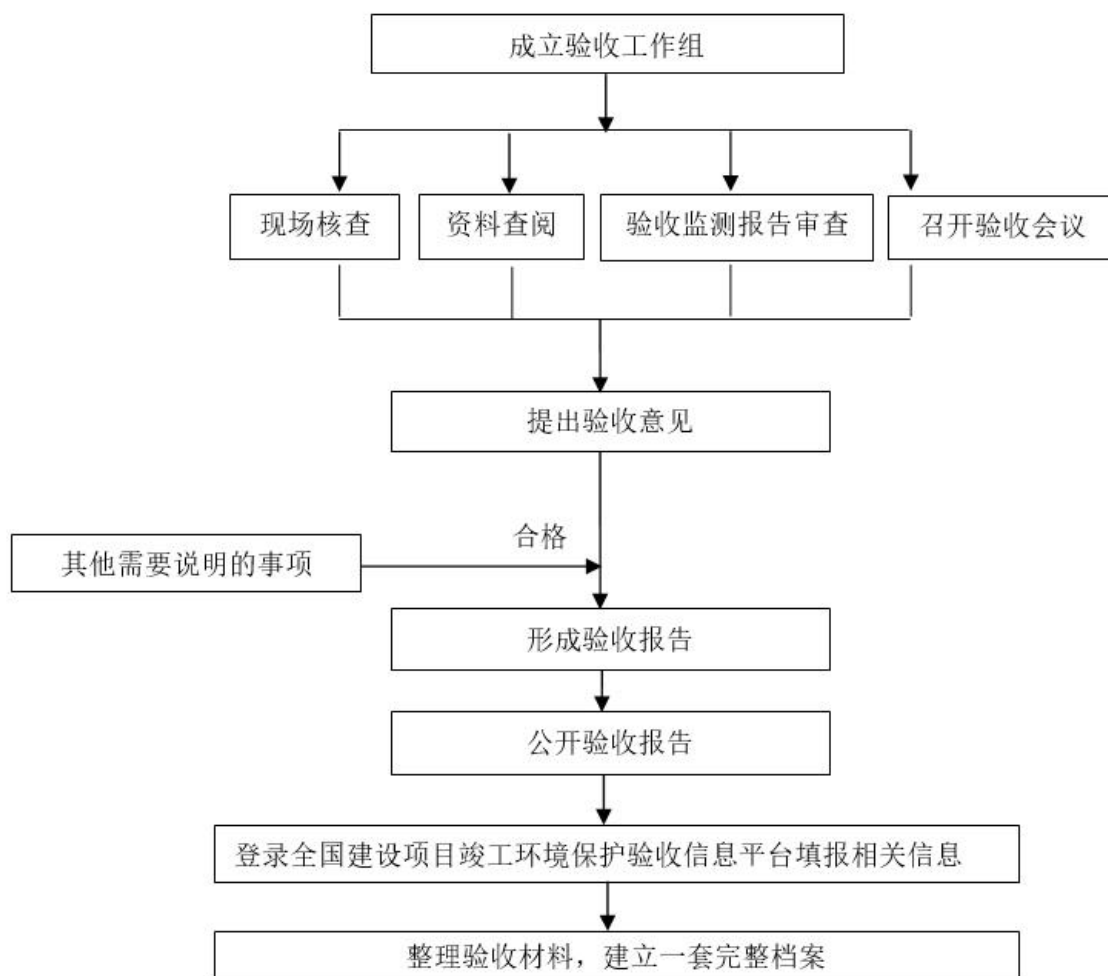 成立验收工作组
现场核查
资料查阅
验收监测报告审查
召开验收会议
提出验收意见
合格
其他需要说明的事项
形成验收报告
公开验收报告
登录全国建设项目竣工环境保护验收信息平台填报相关信息
整理验收材料，建立一套完整档案